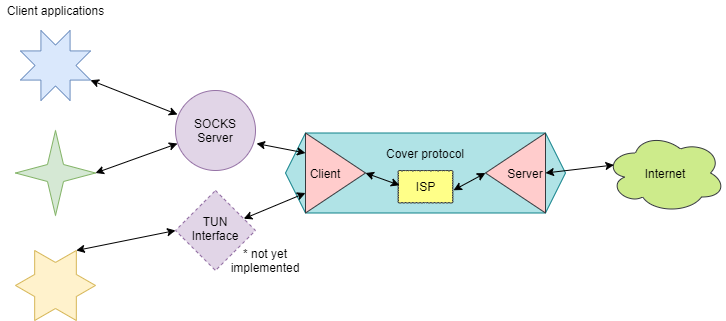 Client applications
SOCKS
Server
Cover protocol
Client
ISP
Server
Internet
TUN
Interface
* not yet
implemented